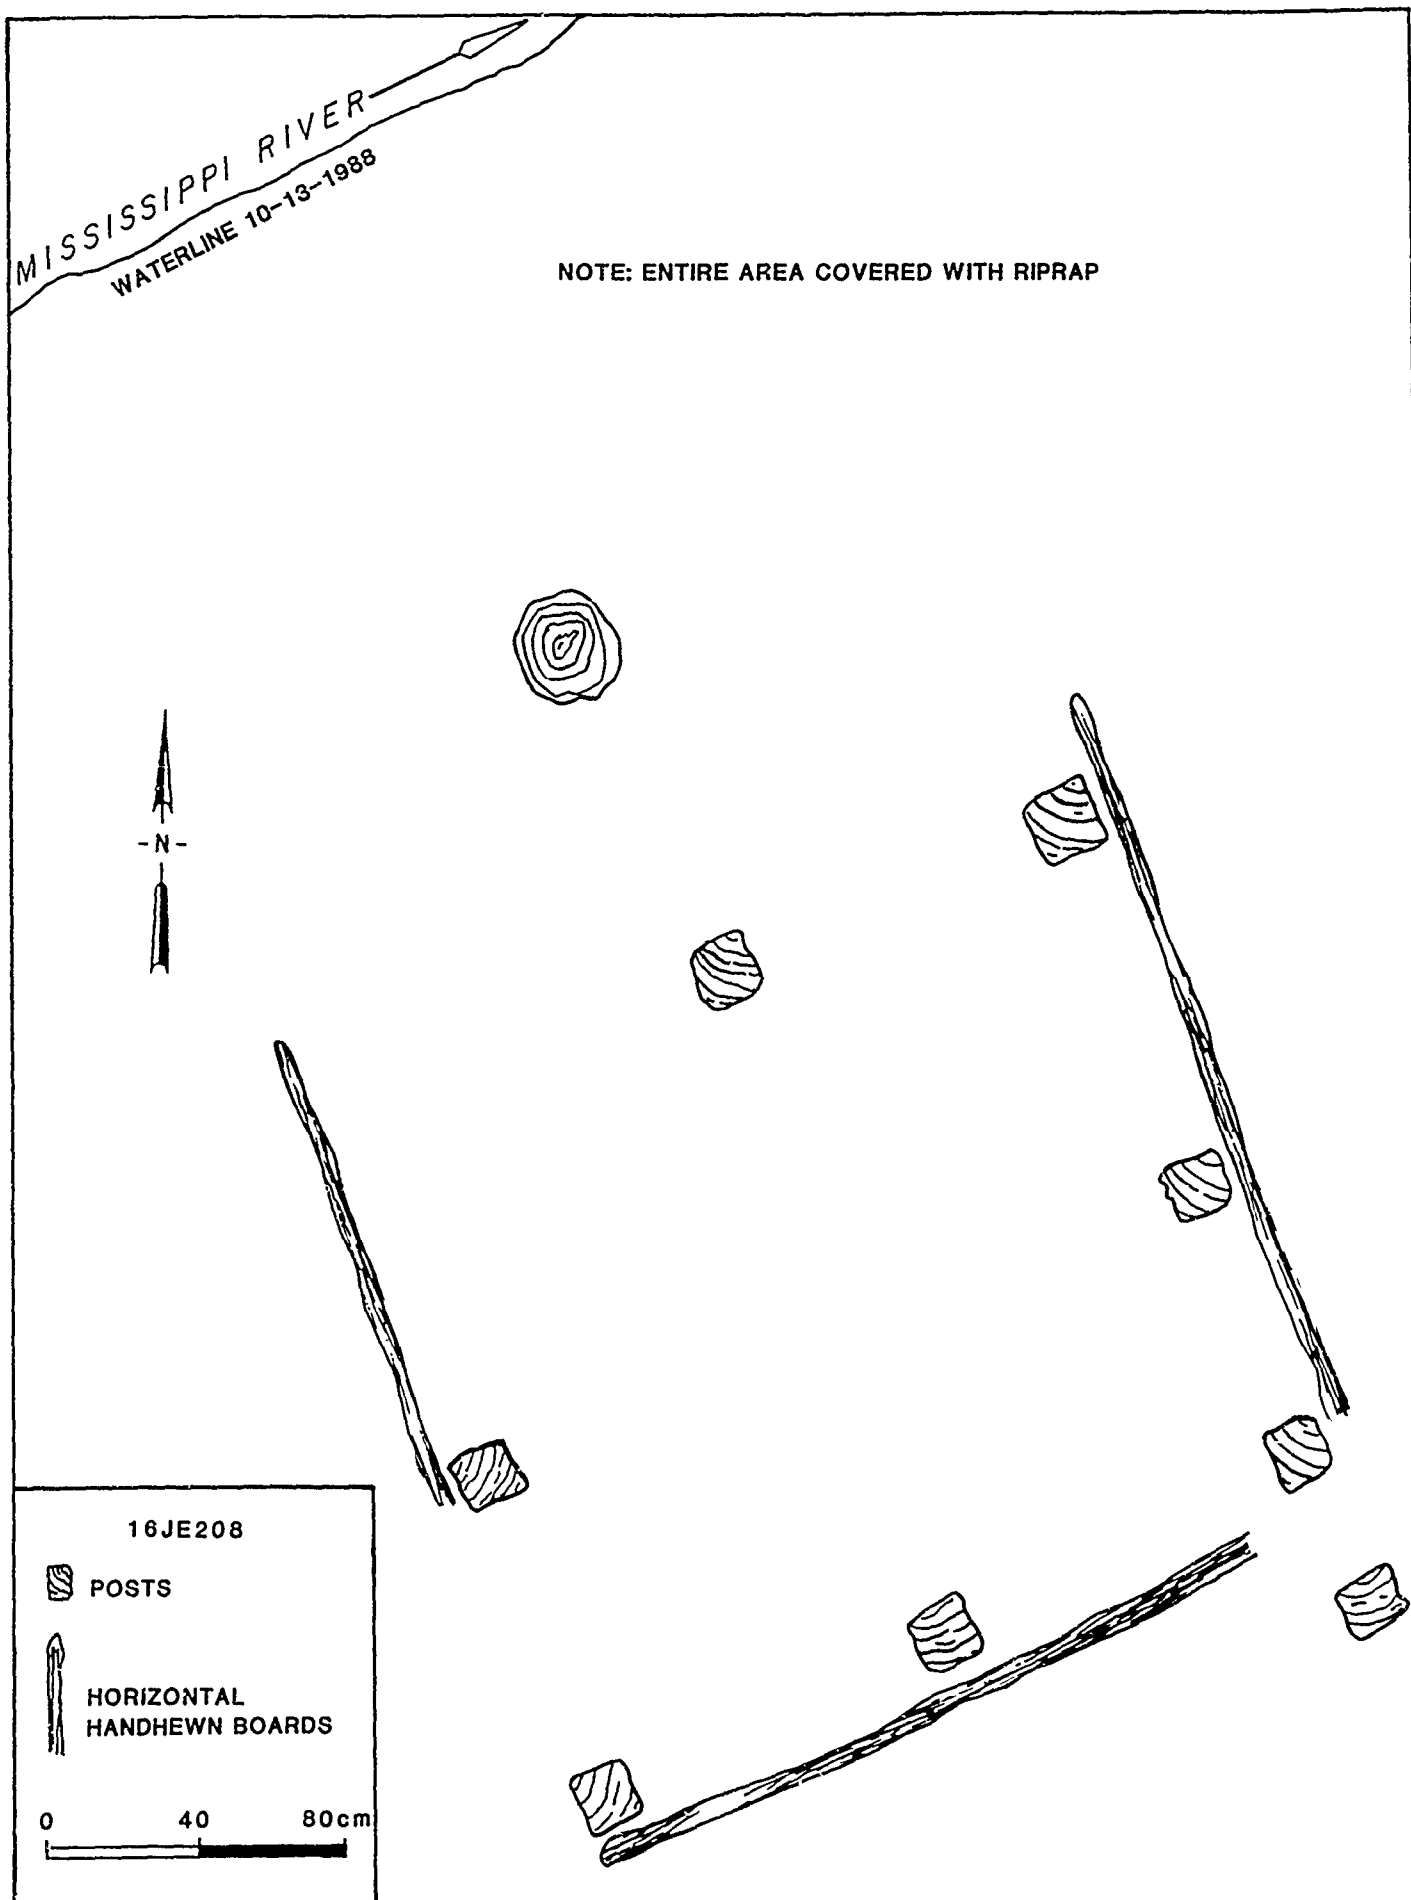 MISSISSIPPI RIVER
WATERLINE 10-13-1988
NOTE: ENTIRE AREA COVERED WITH RIPRAP
-N-
16JE208
POSTS
HORIZONTAL
HANDHEWN BOARDS
0 40 80cm